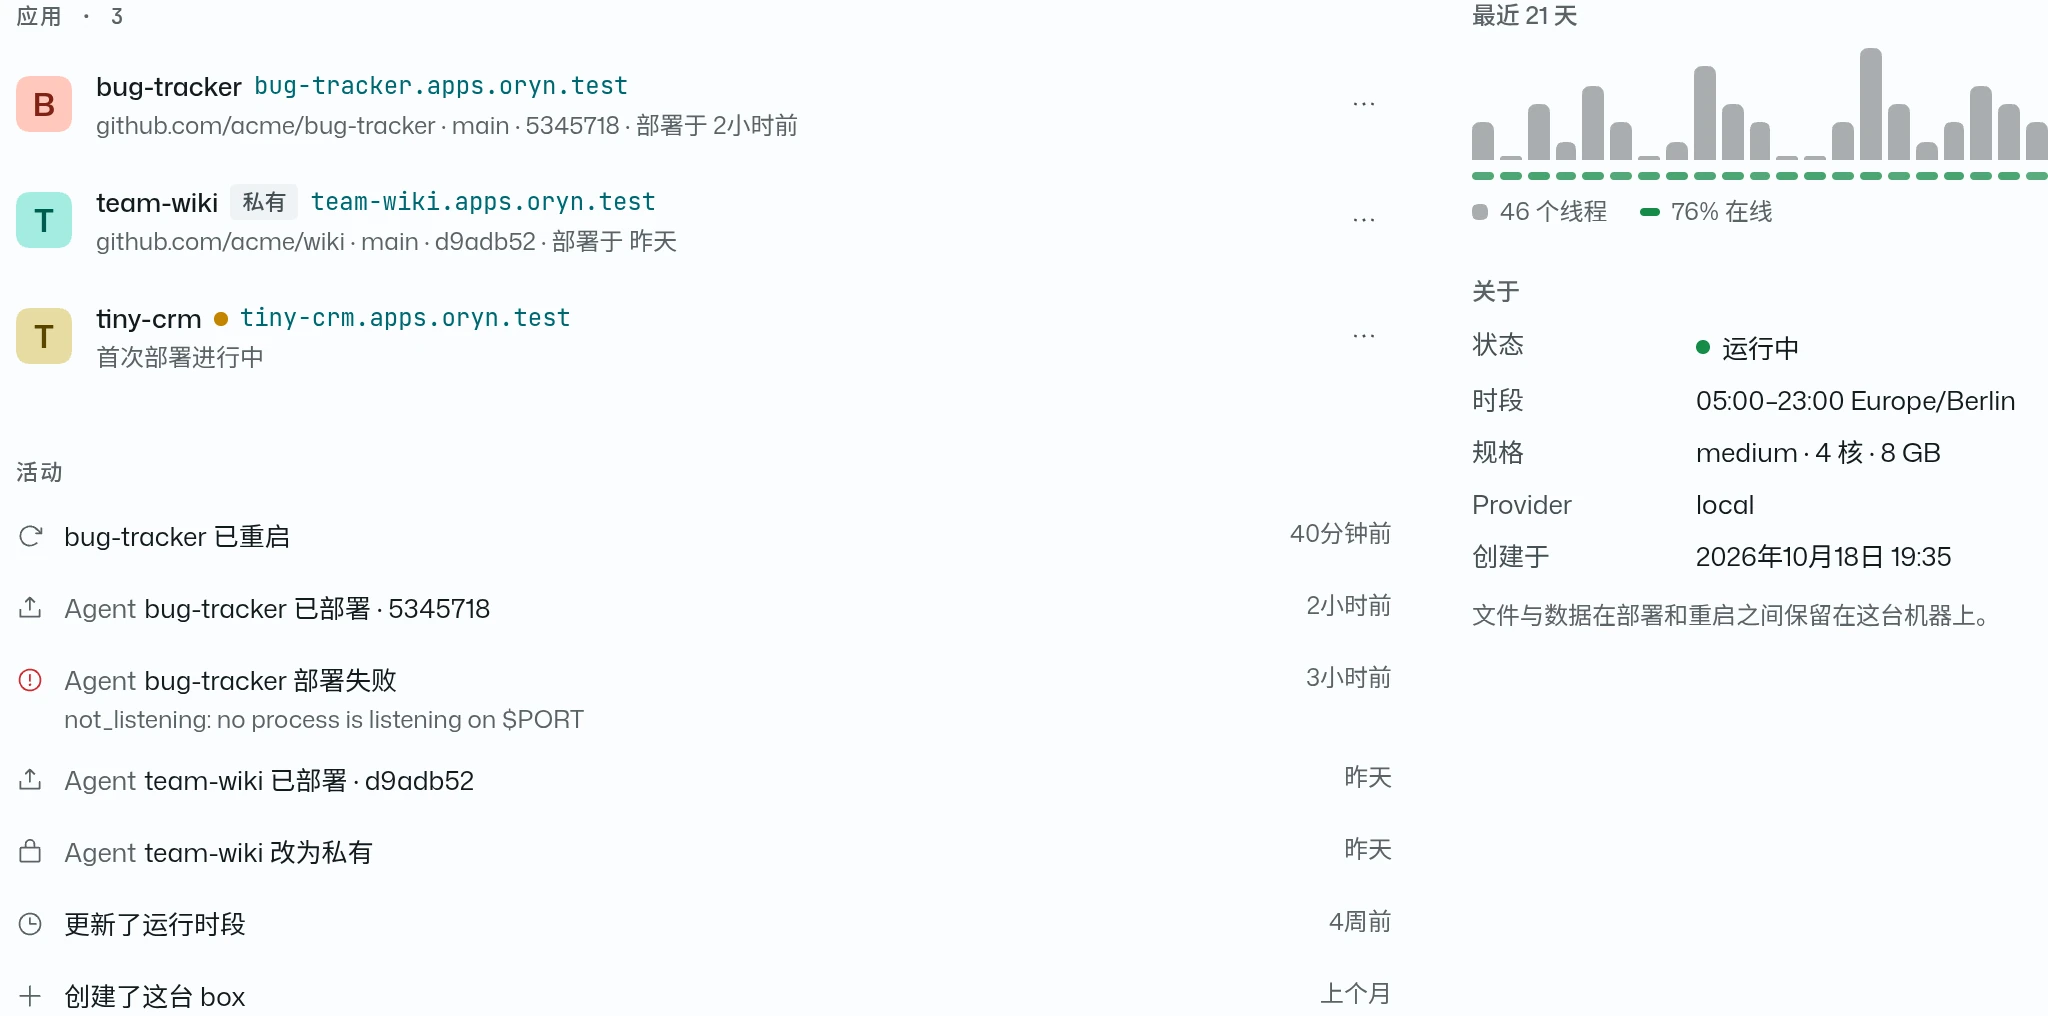 应用 · 3
B
bug-tracker bug-tracker.apps.oryn.test
github.com/acme/bug-tracker · main · 5345718 · 部署于 2小时前
...
T
team-wiki 私有 team-wiki.apps.oryn.test
github.com/acme/wiki · main · d9adb52 · 部署于 昨天
...
T
tiny-crm tiny-crm.apps.oryn.test
首次部署进行中
...
活动
bug-tracker 已重启 40分钟前
Agent bug-tracker 已部署 · 5345718 2小时前
Agent bug-tracker 部署失败 3小时前
not_listening: no process is listening on $PORT
Agent team-wiki 已部署 · d9adb52 昨天
Agent team-wiki 改为私有 昨天
更新了运行时段 4周前
创建了这台 box 上个月
最近 21 天
46 个线程 76% 在线
关于
状态 运行中
时段 05:00–23:00 Europe/Berlin
规格 medium · 4 核 · 8 GB
Provider local
创建于 2026年10月18日 19:35
文件与数据在部署和重启之间保留在这台机器上。